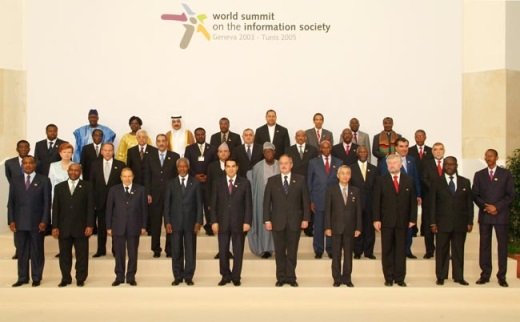 world summit
on the information society
Geneva 2003 - Tunis 2005